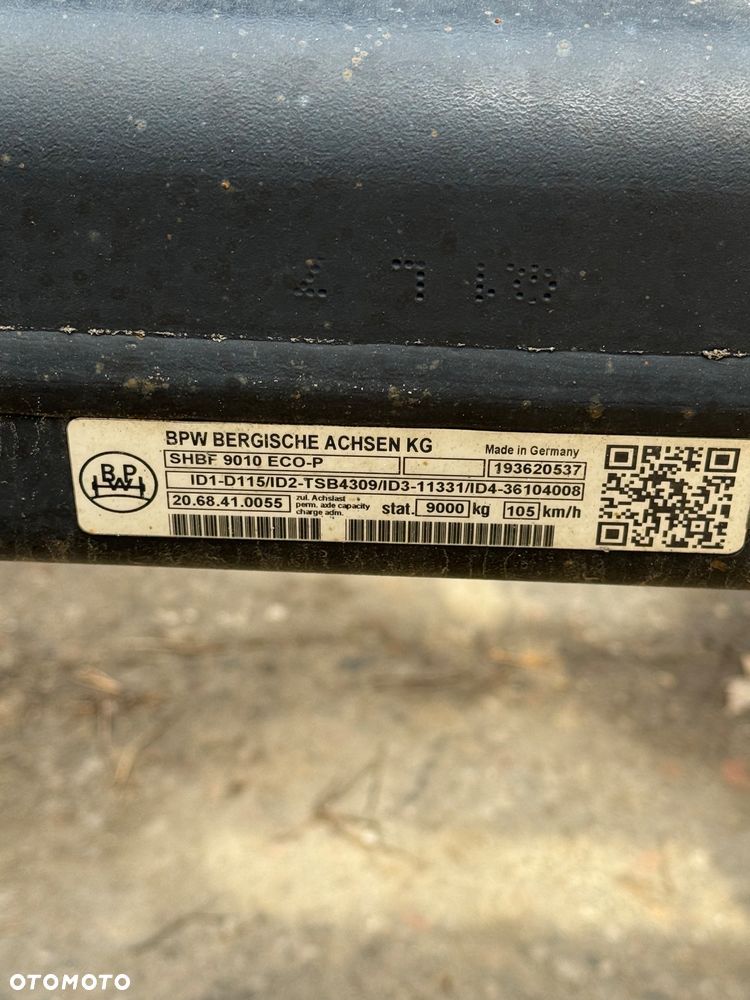 BPW BERGISCHE ACHSEN KG
Made in Germany
BPW
SHBF 9010 ECO-P
193620537
ID1-D115/ID2-TSB4309/ID3-11331/ID4-36104008
20.68.41.0055
zul. Achslast
perm. axle capacity
charge adm.
stat. 9000 kg 105 km/h
OTOMOTO